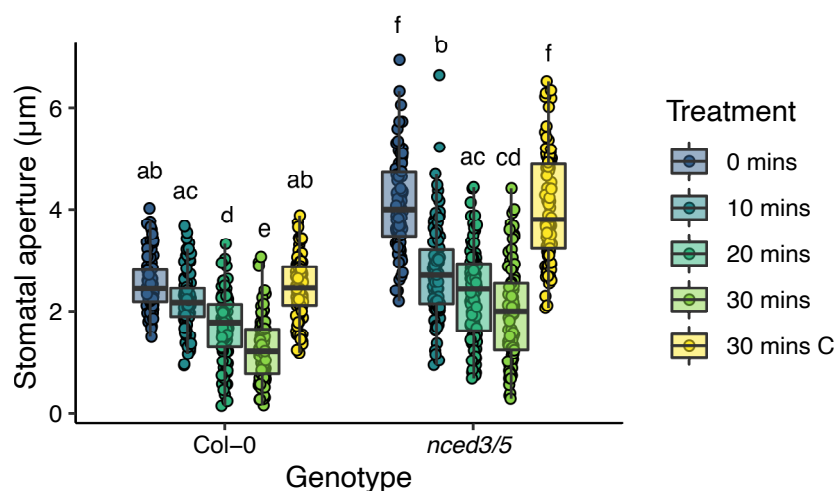 f
b
f
ab
ac
d
e
ab
ac
cd
Stomatal aperture (μm)
6
4
2
0
Col−0
nced3/5
Genotype
Treatment
0 mins
10 mins
20 mins
30 mins
30 mins C